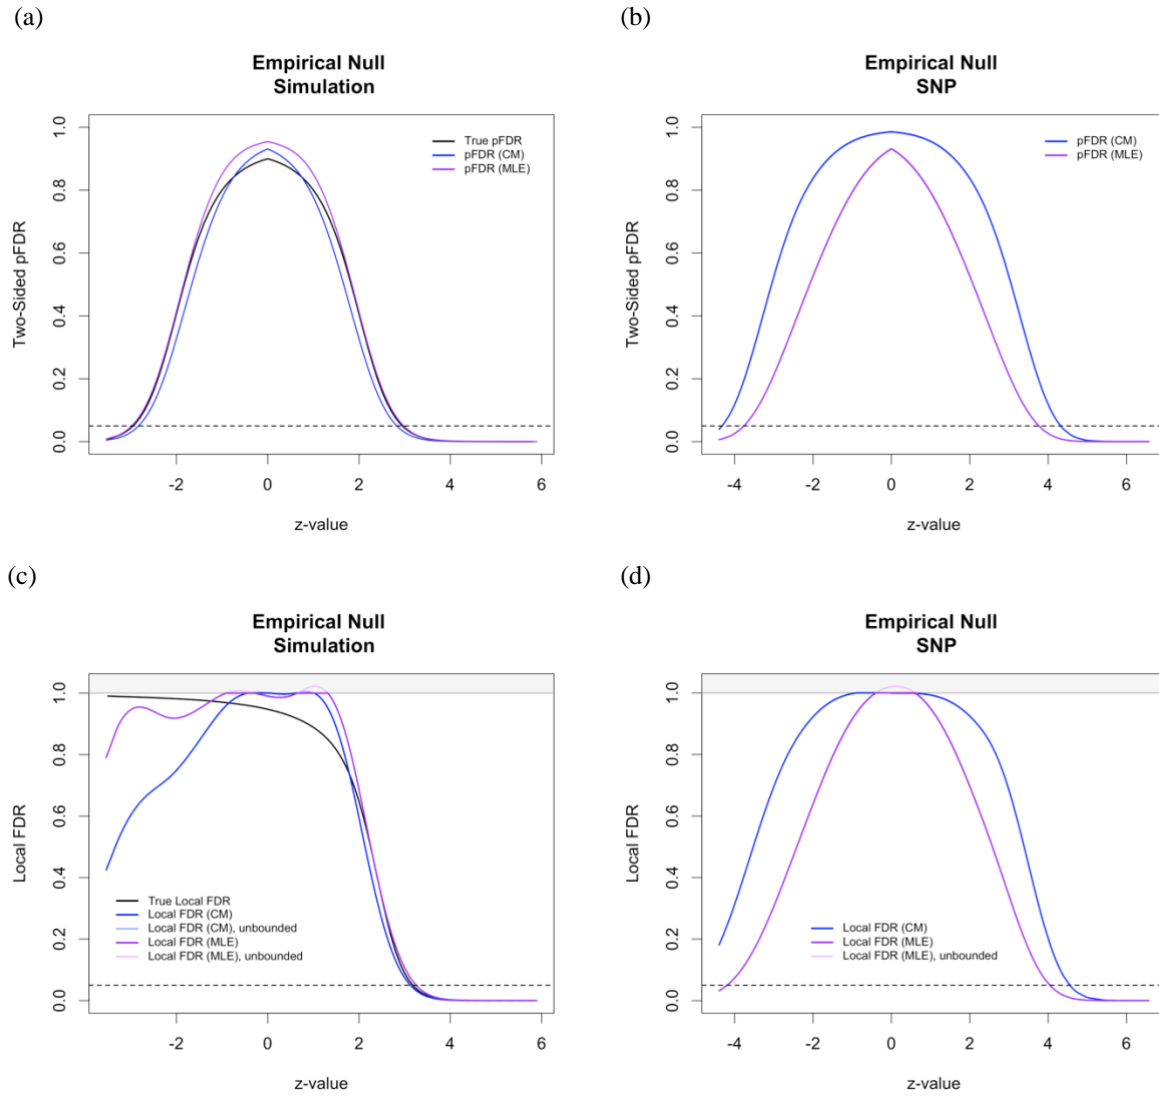 (a)
Empirical Null
Simulation
True pFDR
pFDR (CM)
pFDR (MLE)
Two-Sided pFDR
1.0
0.8
0.6
0.4
0.2
0.0
-2
0
2
4
6
z-value
(b)
Empirical Null
SNP
pFDR (CM)
pFDR (MLE)
Two-Sided pFDR
1.0
0.8
0.6
0.4
0.2
0.0
-4
-2
0
2
4
6
z-value
(c)
Empirical Null
Simulation
Local FDR
1.0
0.8
0.6
0.4
0.2
0.0
True Local FDR
Local FDR (CM)
Local FDR (CM), unbounded
Local FDR (MLE)
Local FDR (MLE), unbounded
-2
0
2
4
6
z-value
(d)
Empirical Null
SNP
Local FDR
1.0
0.8
0.6
0.4
0.2
0.0
Local FDR (CM)
Local FDR (MLE)
Local FDR (MLE), unbounded
-4
-2
0
2
4
6
z-value